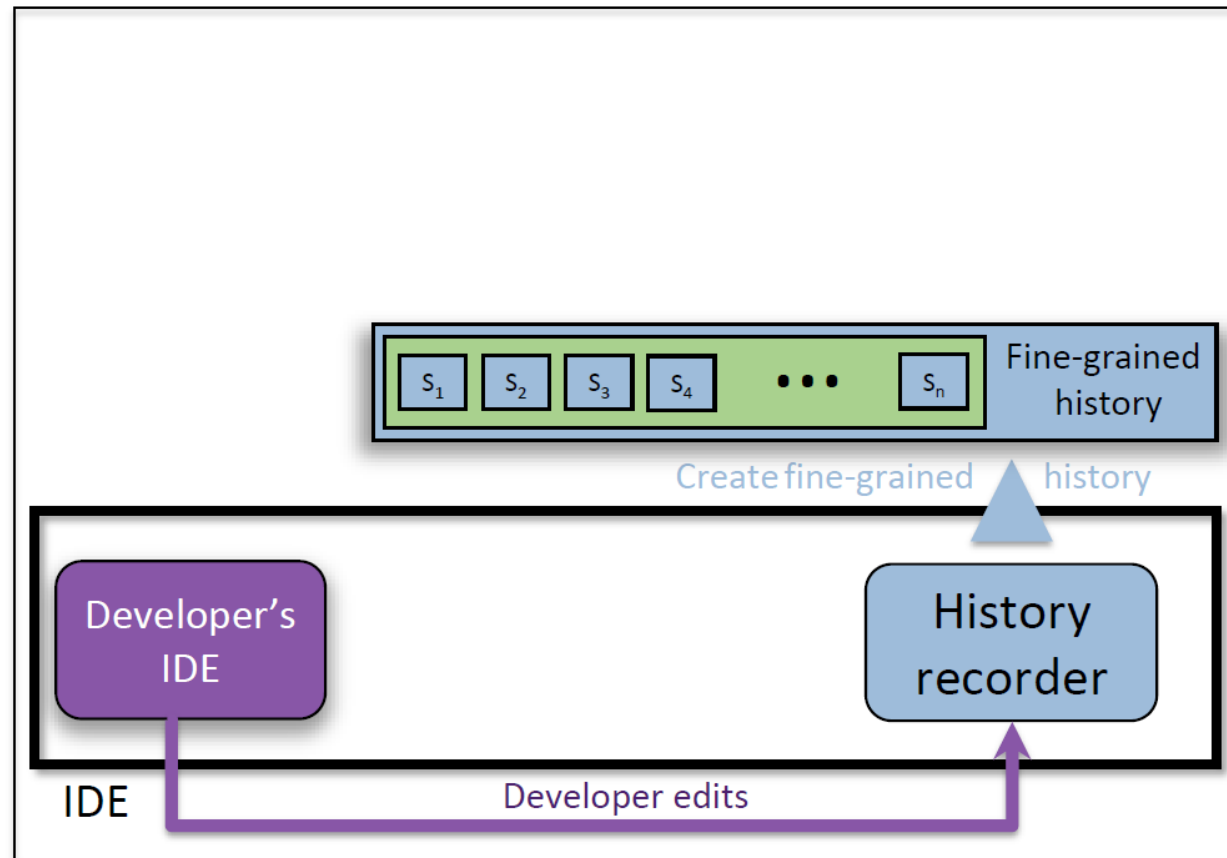 S1 S2 S3 S4 ••• Sn
Fine-grained
history
Create fine-grained history
Developer's
IDE
History
recorder
Developer edits
IDE